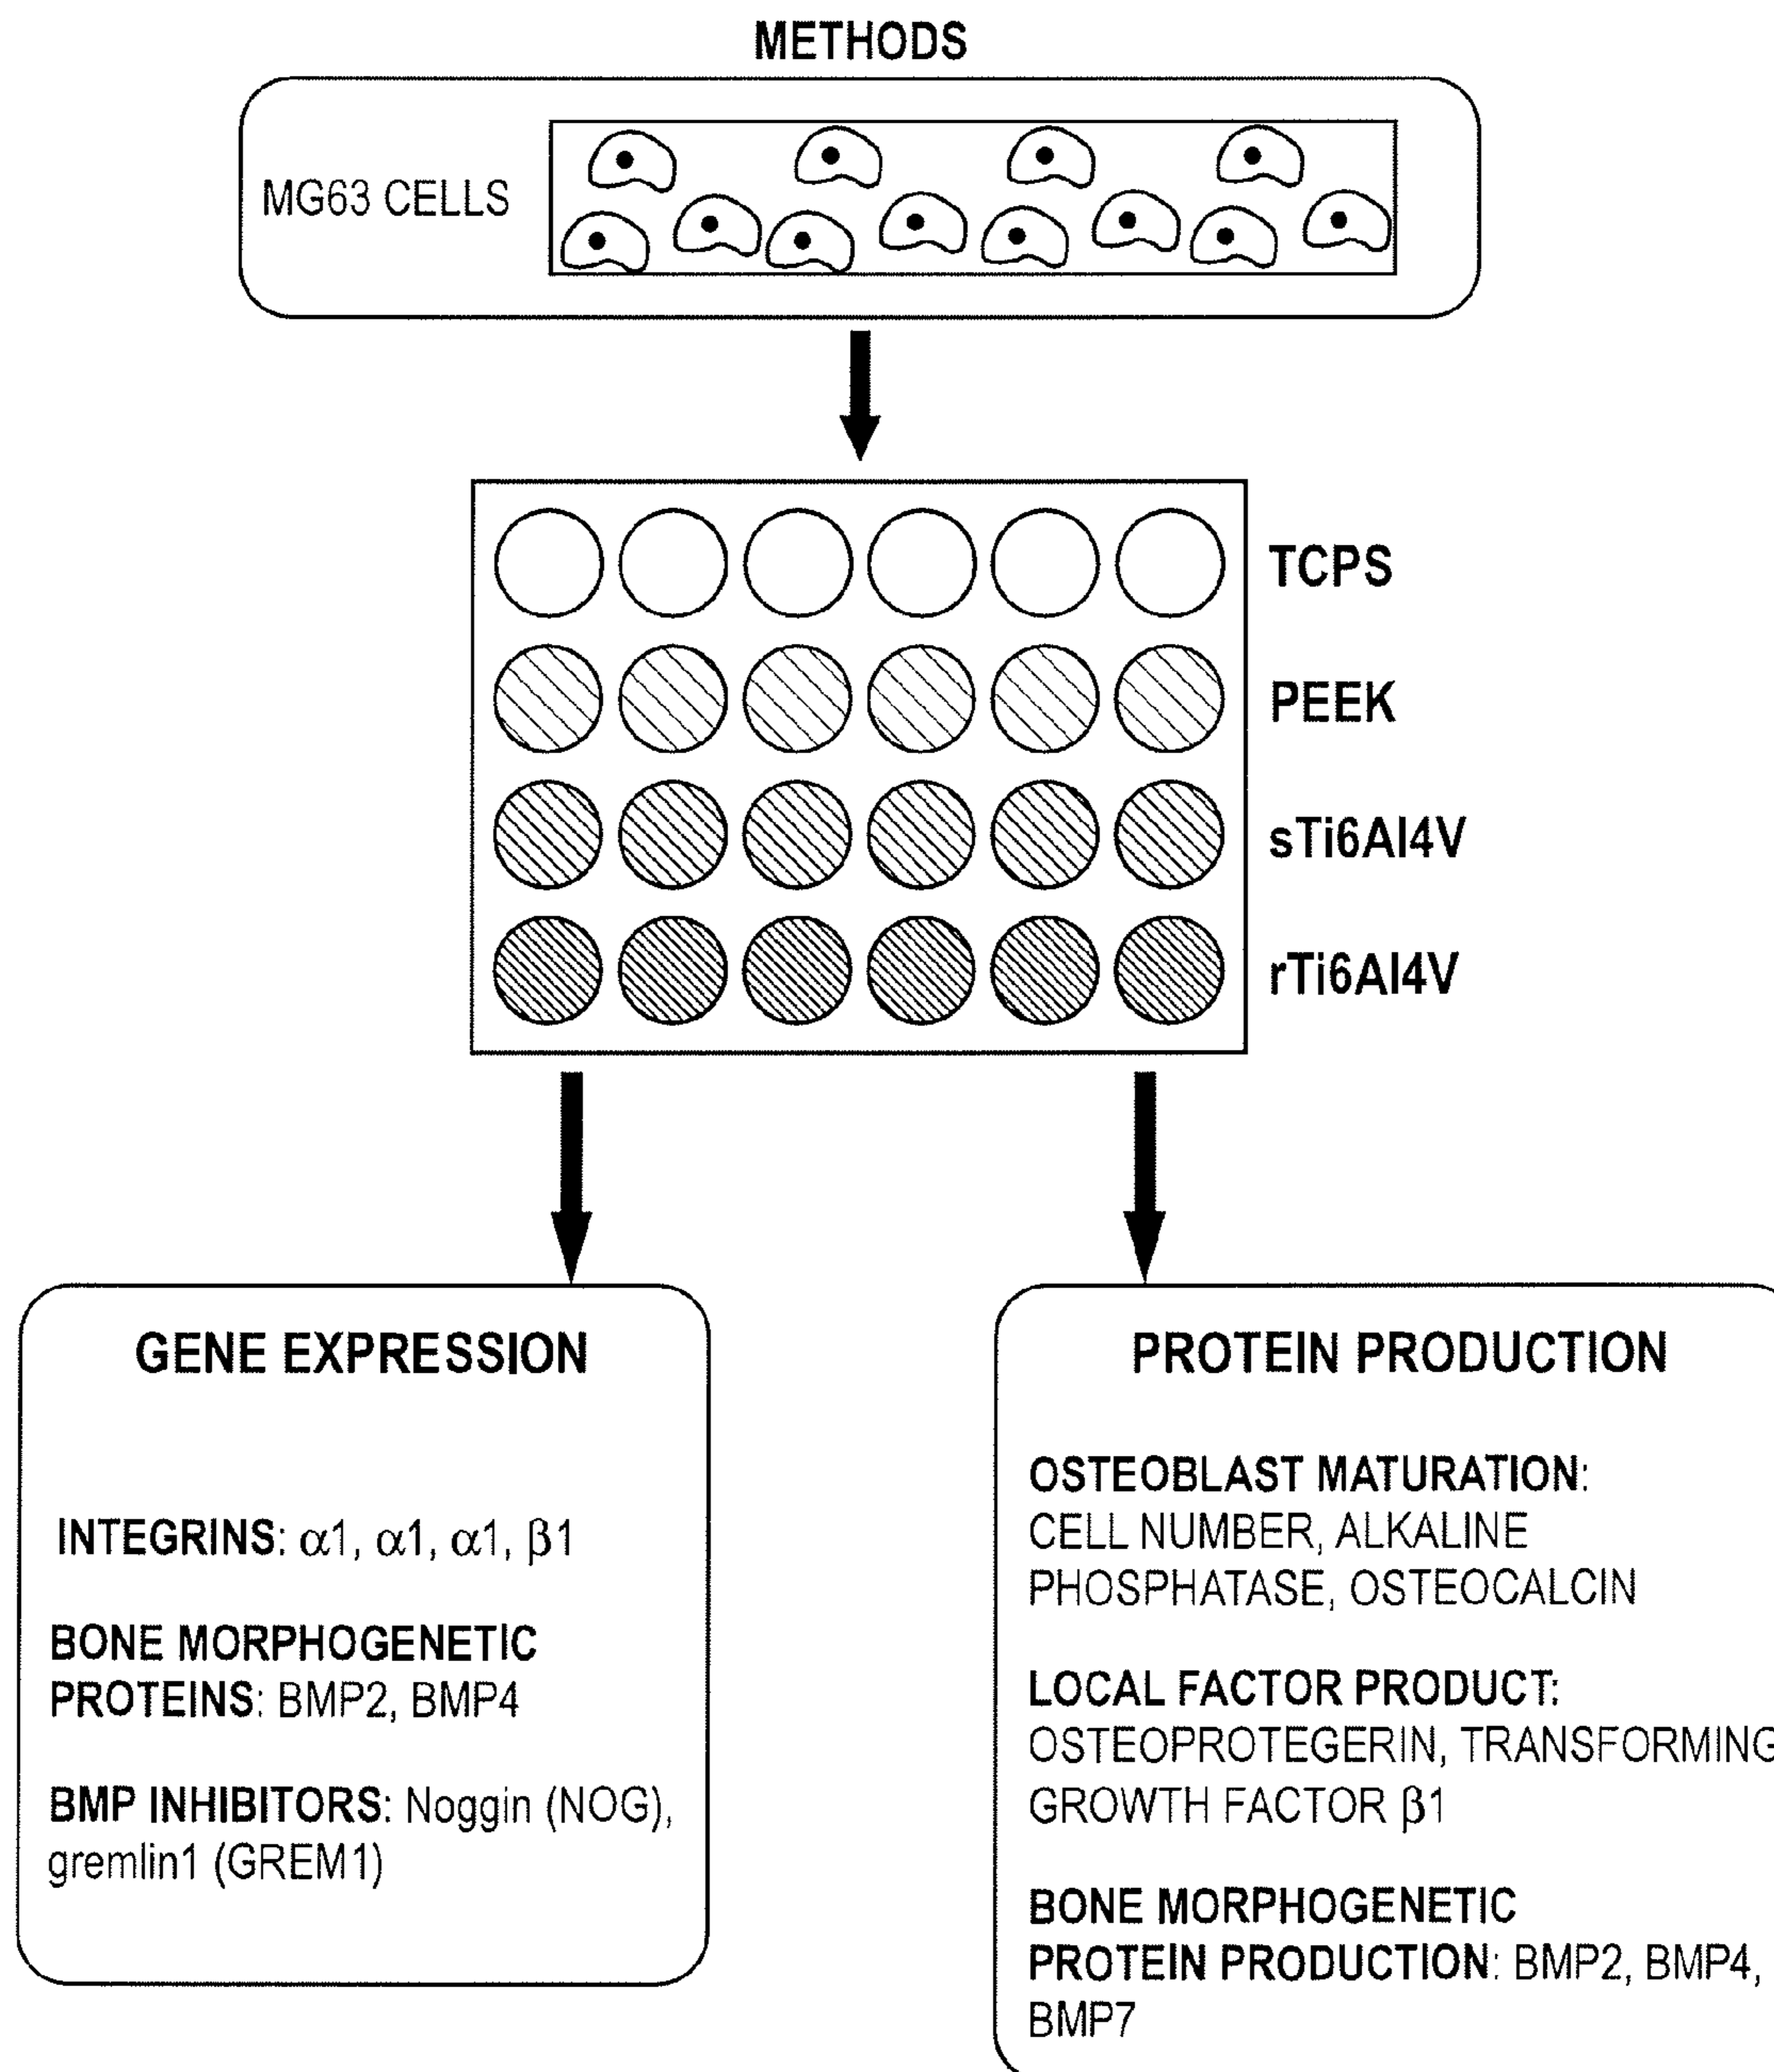 METHODS
MG63 CELLS
TCPS
PEEK
sTi6Al4V
rTi6Al4V
GENE EXPRESSION
INTEGRINS: α1, α1, α1, β1
BONE MORPHOGENETIC
PROTEINS: BMP2, BMP4
BMP INHIBITORS: Noggin (NOG),
gremlin1 (GREM1)
PROTEIN PRODUCTION
OSTEOBLAST MATURATION:
CELL NUMBER, ALKALINE
PHOSPHATASE, OSTEOCALCIN
LOCAL FACTOR PRODUCT:
OSTEOPROTEGERIN, TRANSFORMING
GROWTH FACTOR β1
BONE MORPHOGENETIC
PROTEIN PRODUCTION: BMP2, BMP4,
BMP7